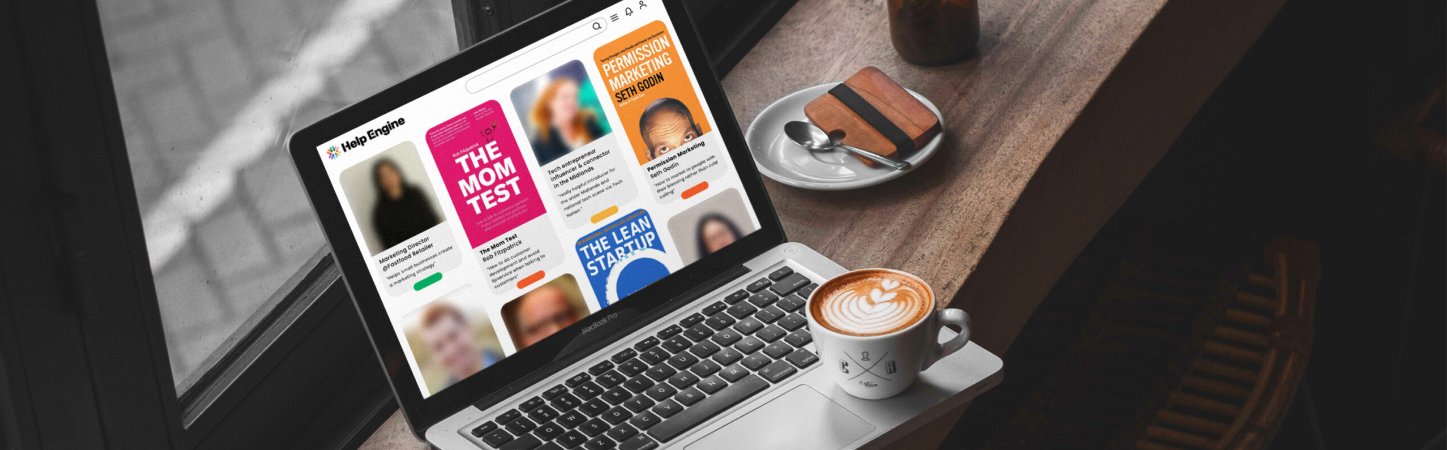 Help Engine
Marketing Director
@Fastfood Retailer
"Helps small businesses create
a marketing strategy"
Rob Fitzpatrick
THE
MOM
TEST
The Mom Test
Rob Fitzpatrick
"How to do customer
development and avoid
lipservice when talking to
customers"
Tech entrepreneur
influencer & connector
in the Midlands
"Really helpful introducer for
the wider Midlands and
national tech scene via Tech
Nation"
PERMISSION
MARKETING
SETH GODIN
Permission Marketing
Seth Godin
"How to market to people with
their blessing rather than cold
calling"
THE LEAN
STARTUP
MacBook Pro
C
R